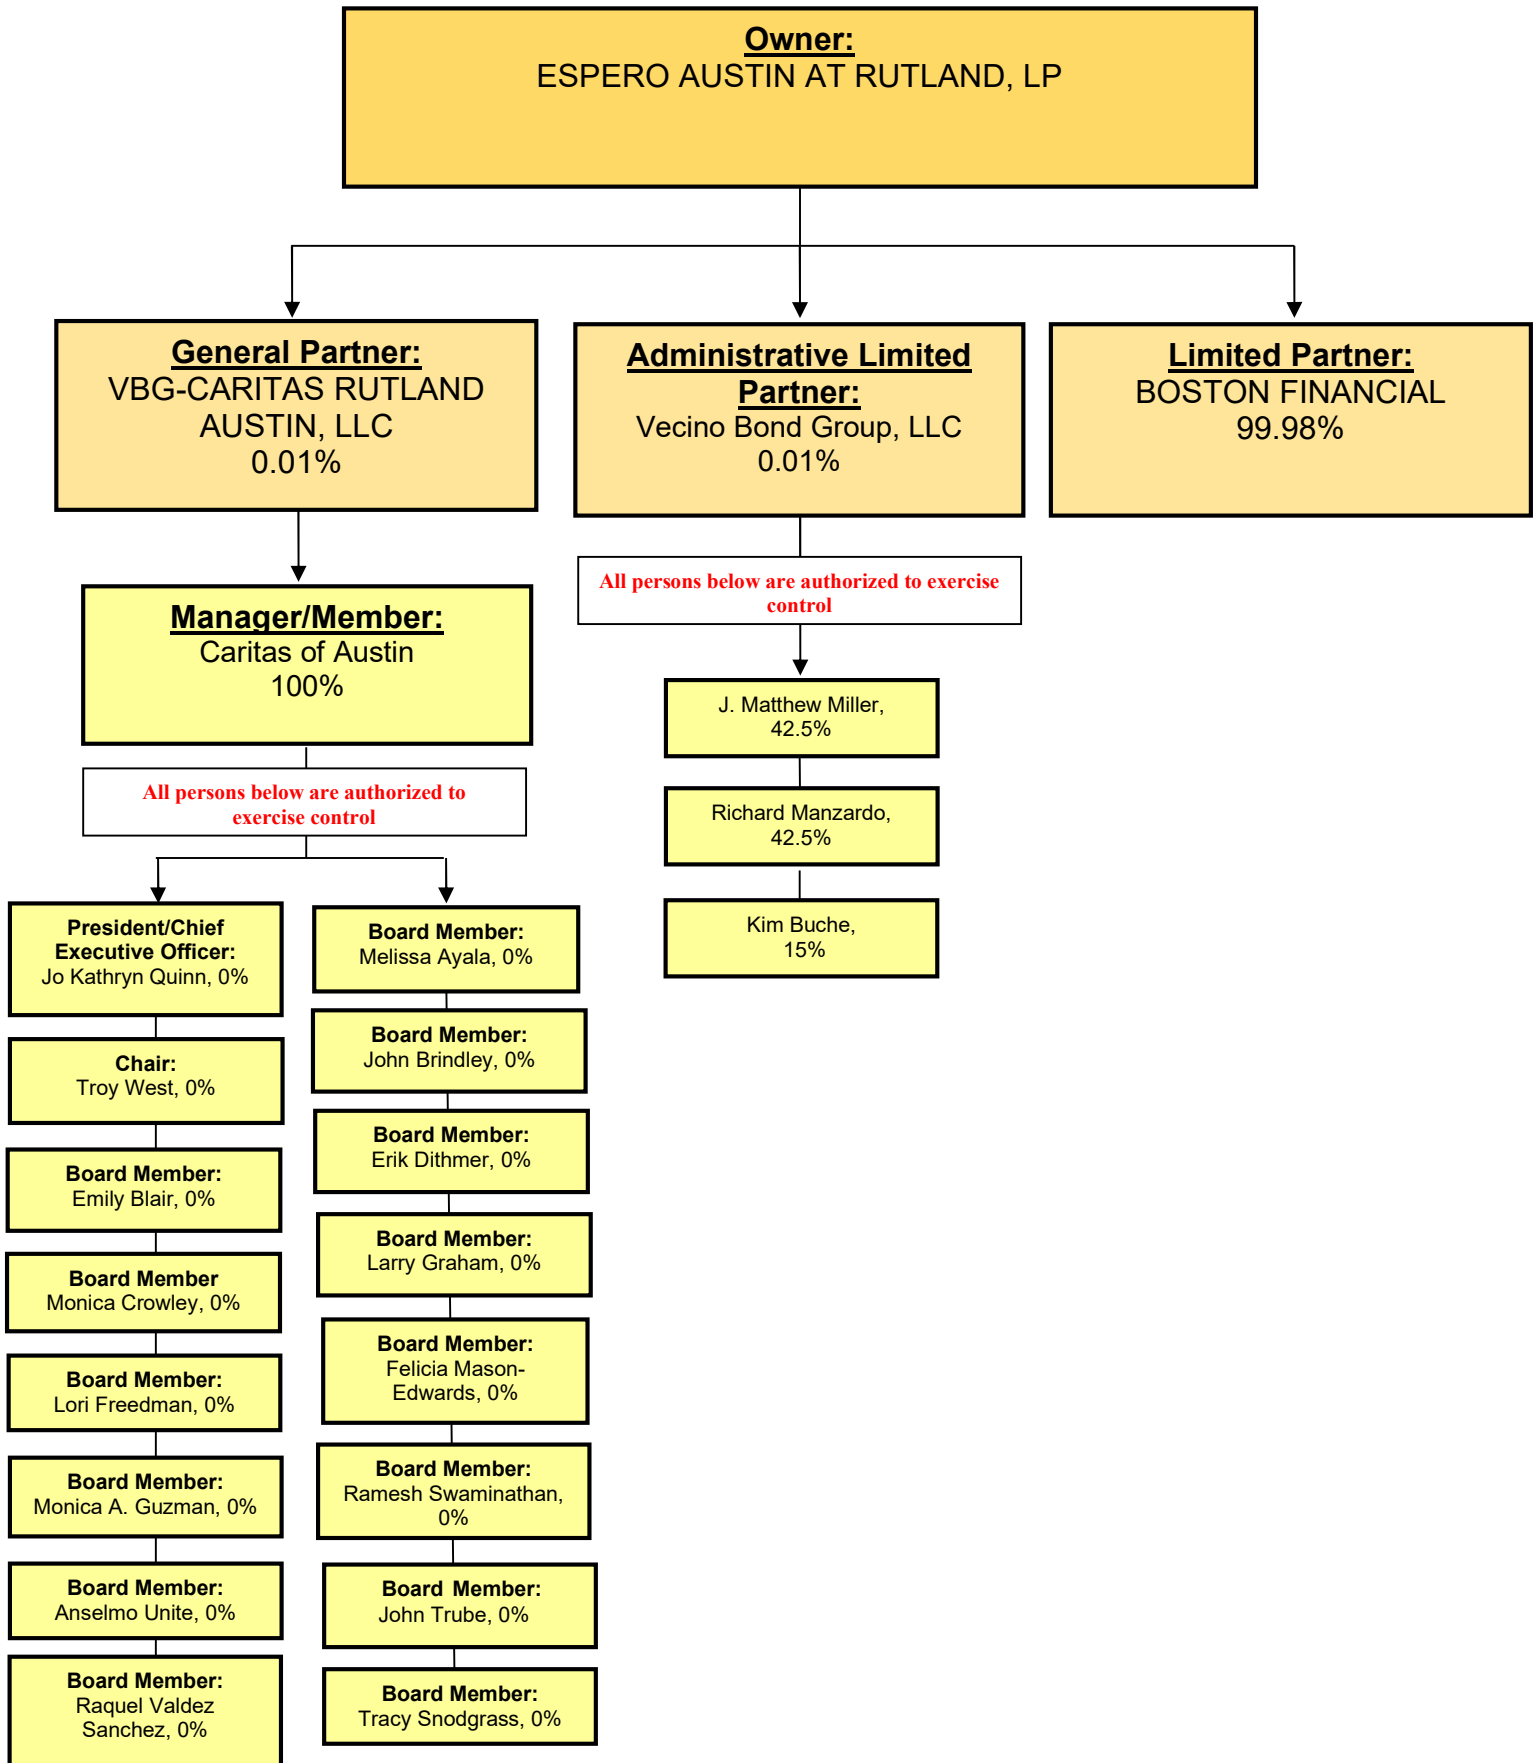 Owner:
ESPERO AUSTIN AT RUTLAND, LP
General Partner:
VBG-CARITAS RUTLAND
AUSTIN, LLC
0.01%
Administrative Limited
Partner:
Vecino Bond Group, LLC
0.01%
Limited Partner:
BOSTON FINANCIAL
99.98%
Manager/Member:
Caritas of Austin
100%
All persons below are authorized to
exercise control
All persons below are authorized to exercise
control
J. Matthew Miller,
42.5%
Richard Manzardo,
42.5%
Kim Buche,
15%
President/Chief
Executive Officer:
Jo Kathryn Quinn, 0%
Chair:
Troy West, 0%
Board Member:
Emily Blair, 0%
Board Member
Monica Crowley, 0%
Board Member:
Lori Freedman, 0%
Board Member:
Monica A. Guzman, 0%
Board Member:
Anselmo Unite, 0%
Board Member:
Raquel Valdez
Sanchez, 0%
Board Member:
Melissa Ayala, 0%
Board Member:
John Brindley, 0%
Board Member:
Erik Dithmer, 0%
Board Member:
Larry Graham, 0%
Board Member:
Felicia Mason-
Edwards, 0%
Board Member:
Ramesh Swaminathan,
0%
Board Member:
John Trube, 0%
Board Member:
Tracy Snodgrass, 0%